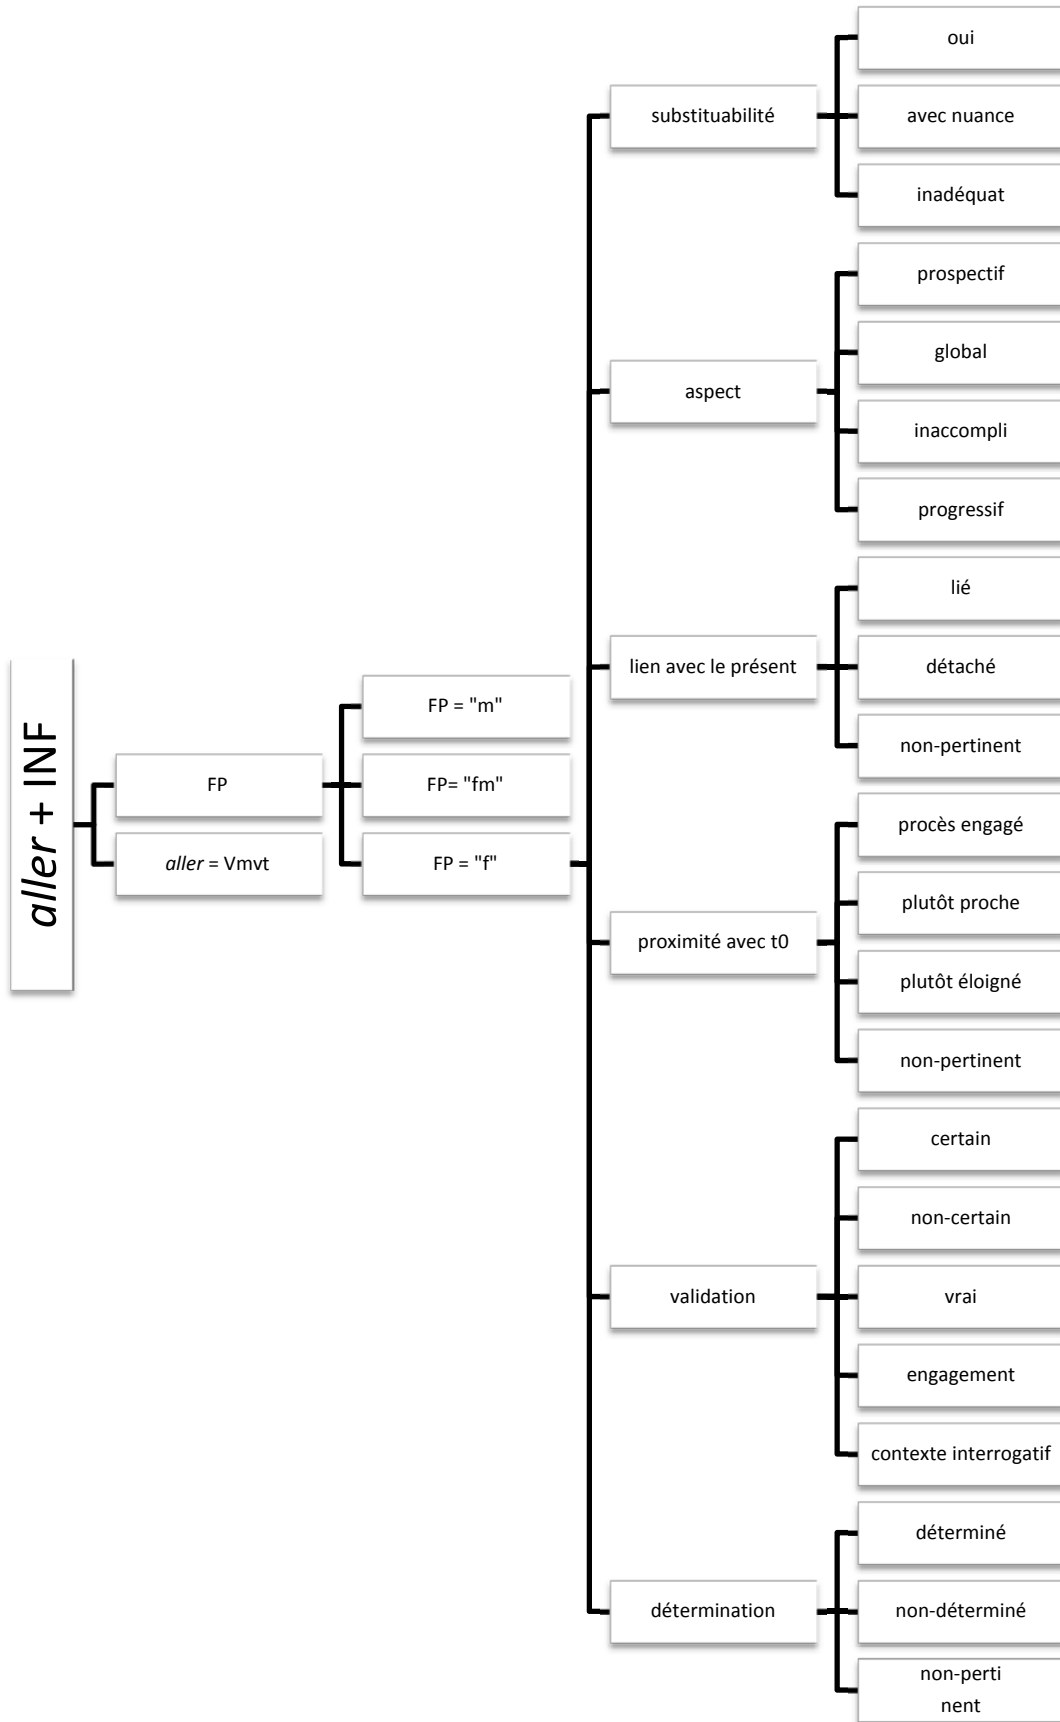 aller + INF
FP
aller = Vmvt
FP = "m"
FP= "fm"
FP = "f"
substituabilité
oui
avec nuance
inadéquat
aspect
prospectif
global
inaccompli
progressif
lien avec le présent
lié
détaché
non-pertinent
proximité avec t0
procès engagé
plutôt proche
plutôt éloigné
non-pertinent
validation
certain
non-certain
vrai
engagement
contexte interrogatif
détermination
déterminé
non-déterminé
non-perti
nent